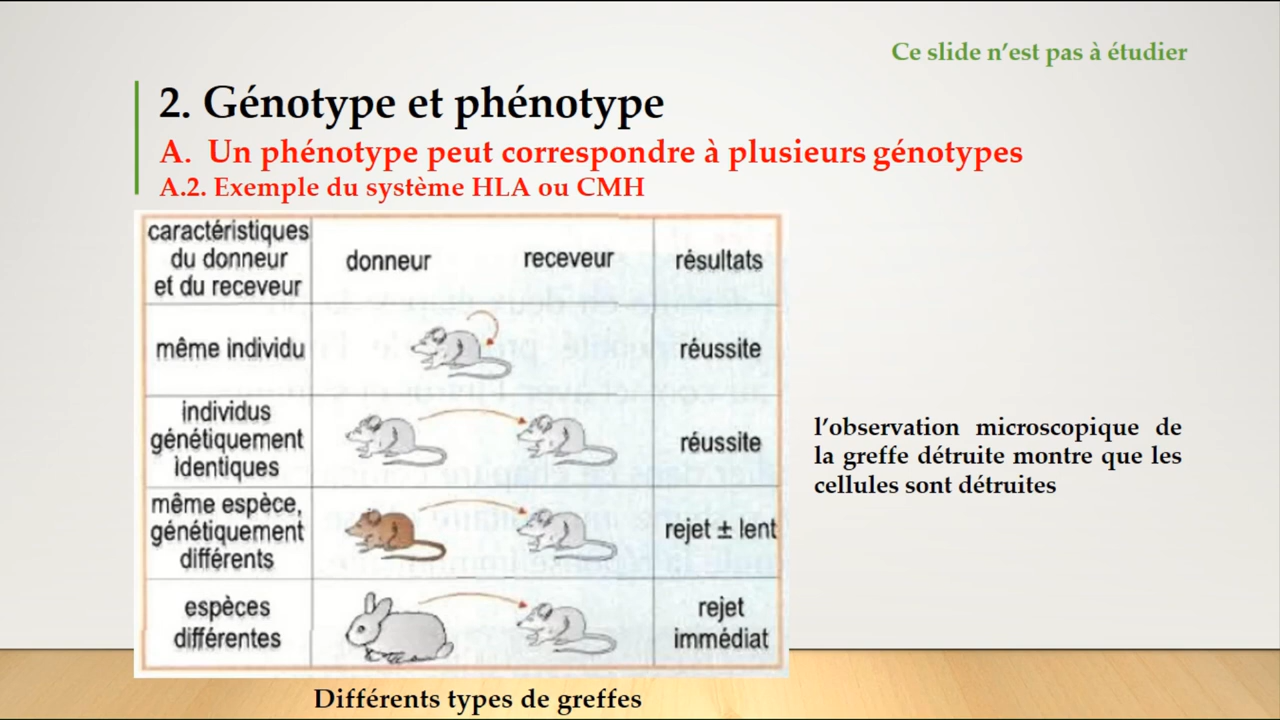 Ce slide n'est pas à étudier
2. Génotype et phénotype
A. Un phénotype peut correspondre à plusieurs génotypes
A.2. Exemple du système HLA ou CMH
caractéristiques
du donneur
et du receveur
donneur
receveur
résultats
même individu
réussite
individus
génétiquement
identiques
réussite
même espèce,
génétiquement
différents
rejet ± lent
espèces
différentes
rejet
immédiat
l'observation microscopique de
la greffe détruite montre que les
cellules sont détruites
Différents types de greffes